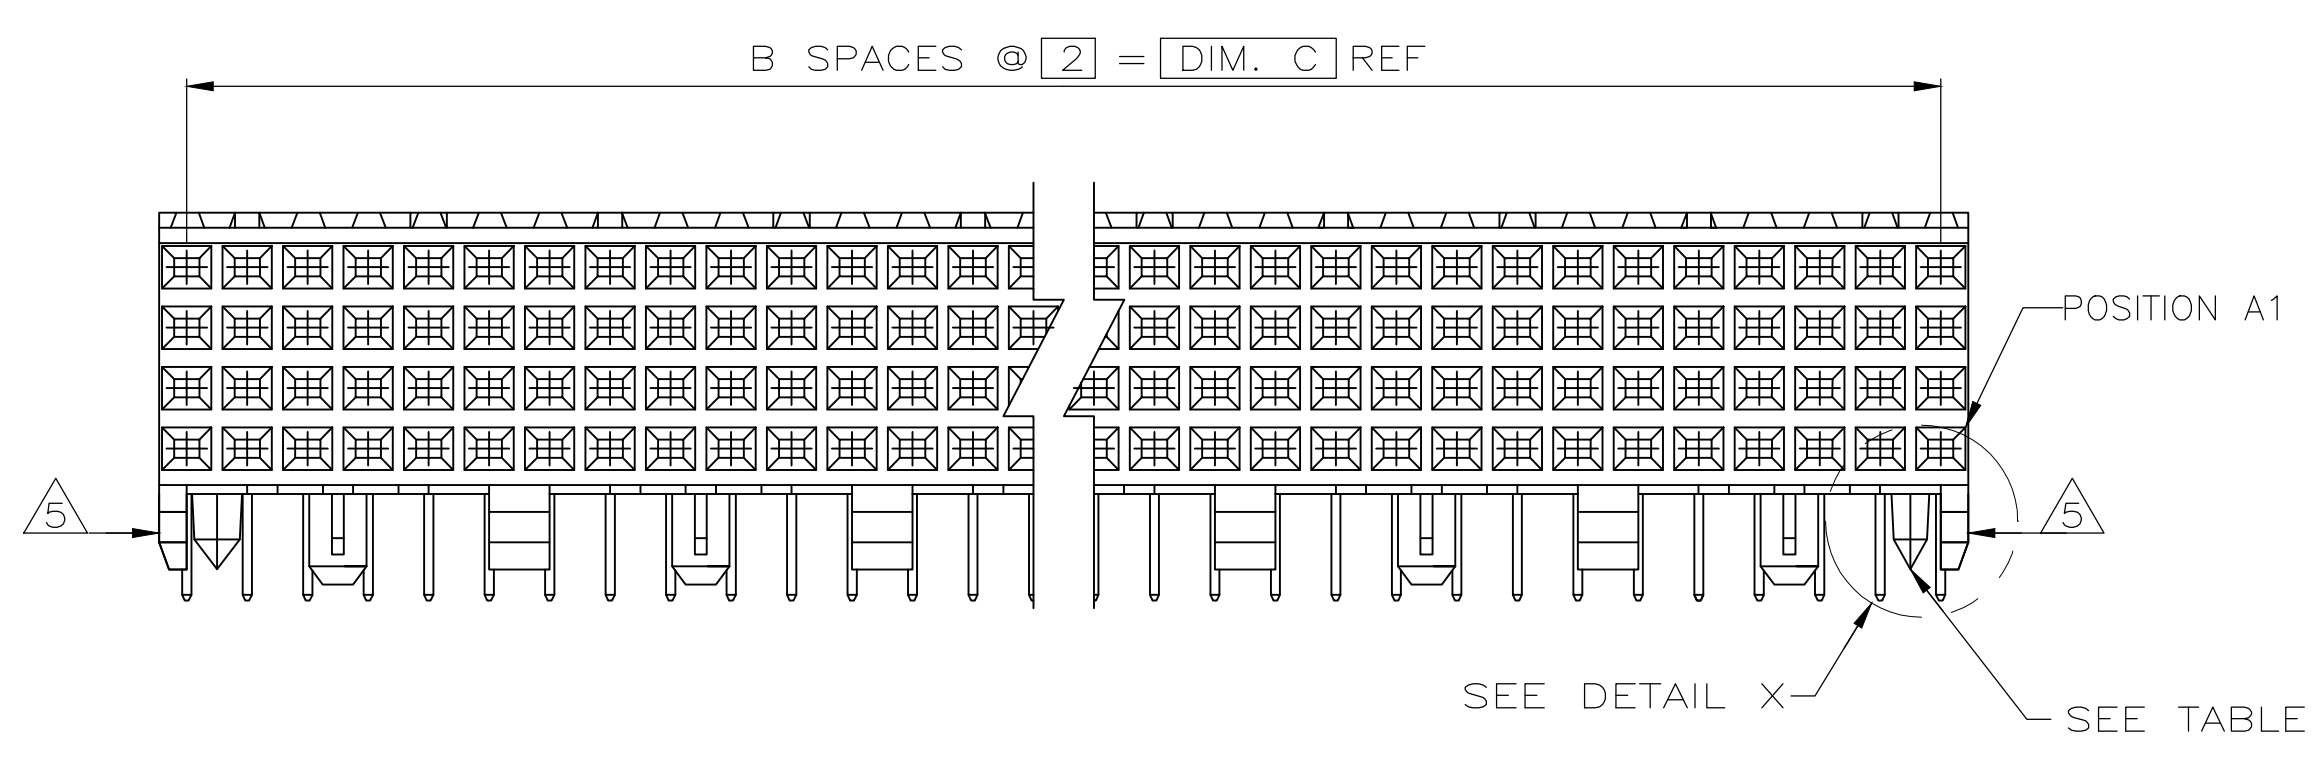 B SPACES @ 2 = DIM. C REF
POSITION A1
5
5
SEE DETAIL X
SEE TABLE